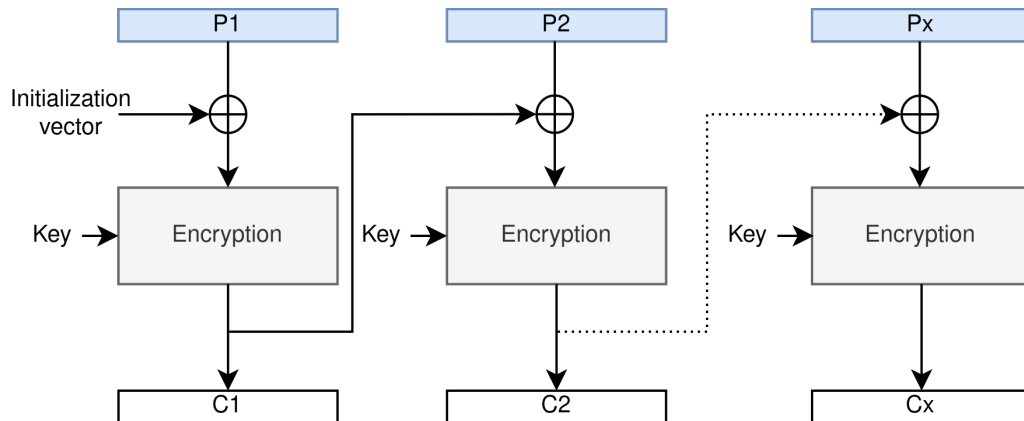 P1
P2
Px
Initialization
vector
Key
Encryption
Key
Encryption
Key
Encryption
C1
C2
Cx